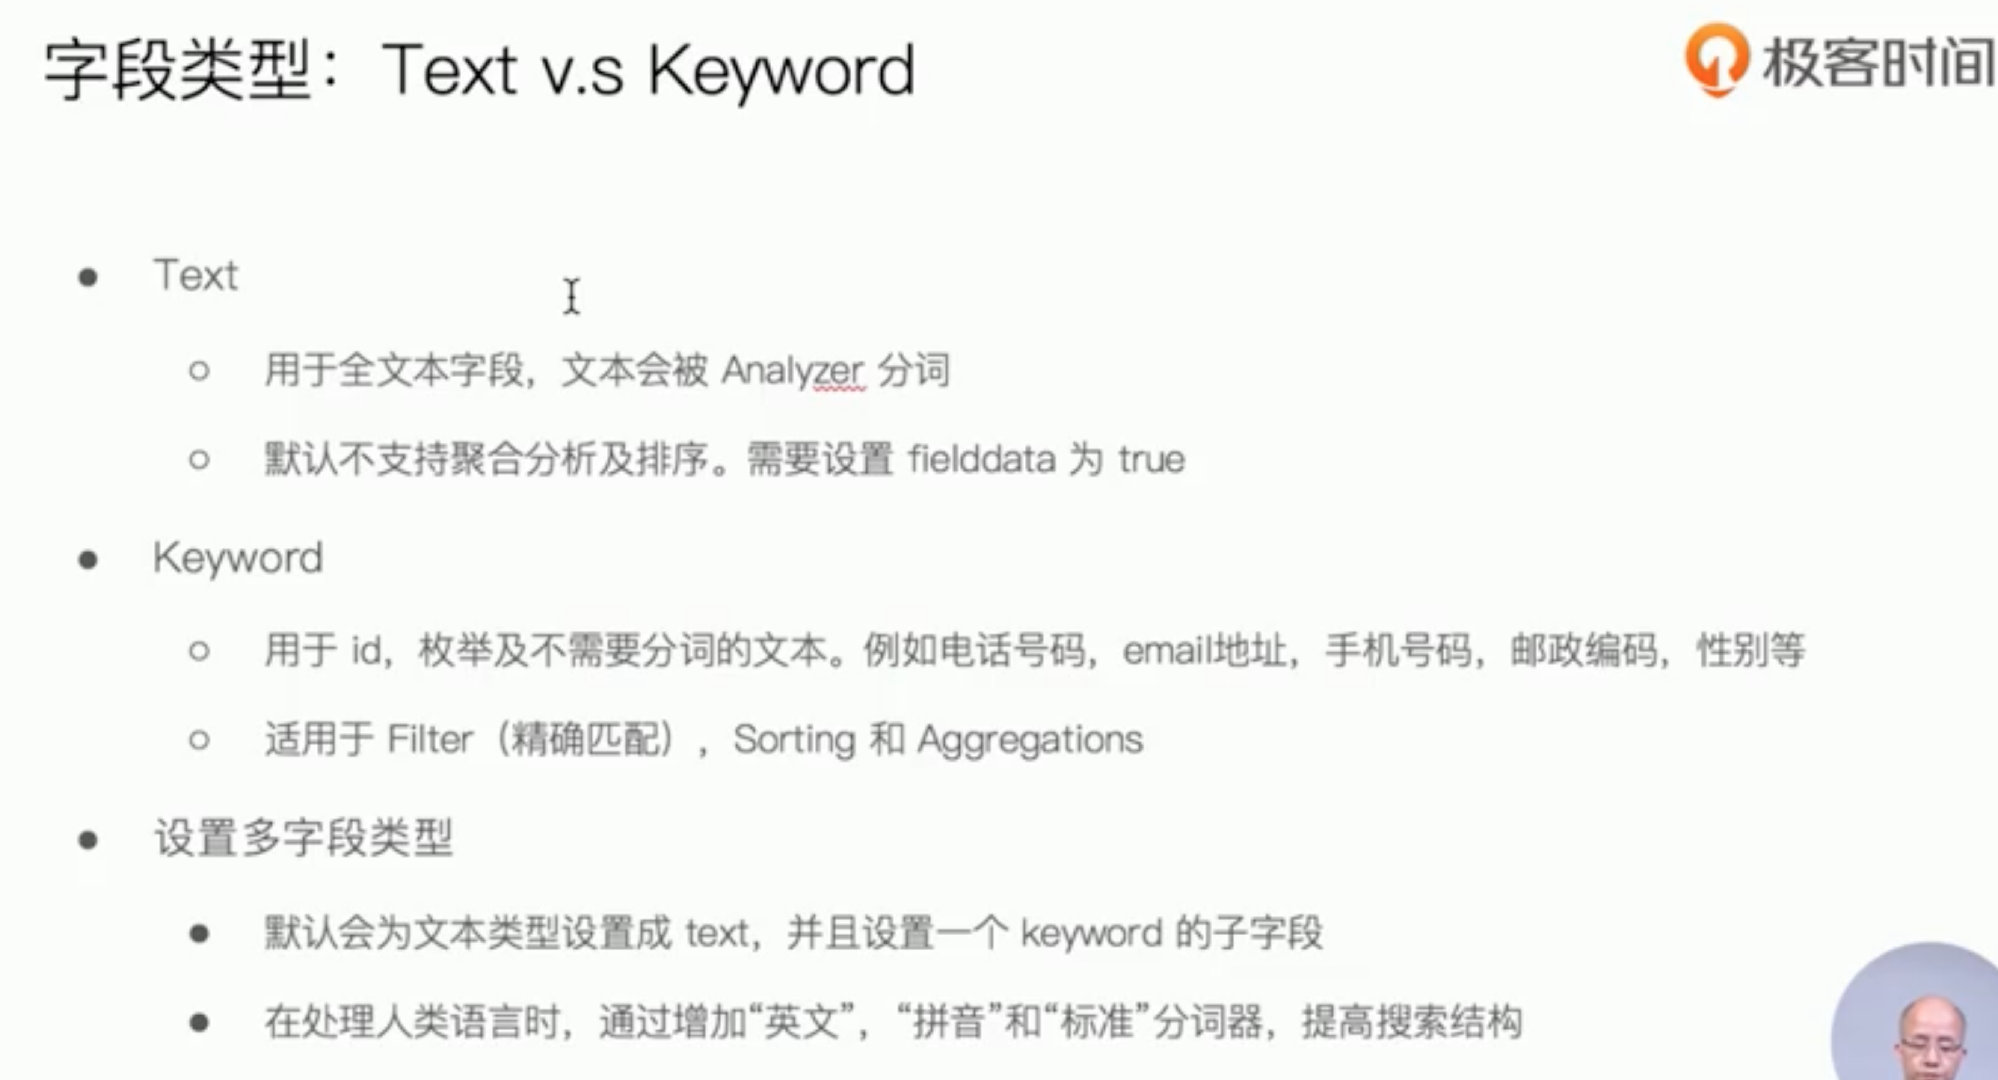 字段类型：Text v.s Keyword
极客时间
● Text
○ 用于全文本字段，文本会被 Analyzer 分词
○ 默认不支持聚合分析及排序。需要设置 fielddata 为 true
● Keyword
○ 用于 id，枚举及不需要分词的文本。例如电话号码，email地址，手机号码，邮政编码，性别等
○ 适用于 Filter（精确匹配），Sorting 和 Aggregations
● 设置多字段类型
● 默认会为文本类型设置成 text，并且设置一个 keyword 的子字段
● 在处理人类语言时，通过增加“英文”，“拼音”和“标准”分词器，提高搜索结构